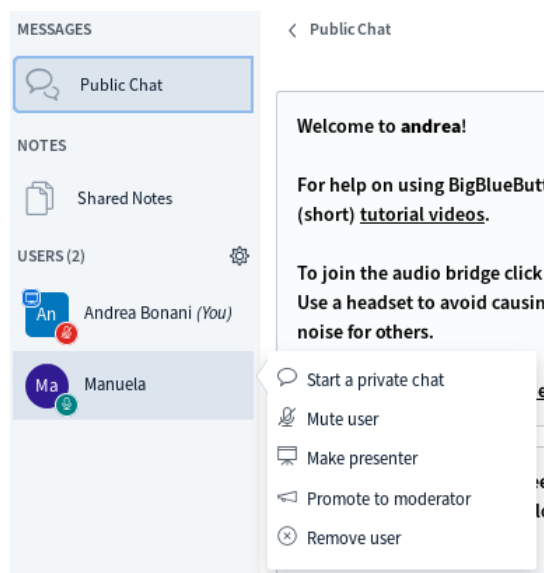 MESSAGES
Public Chat
NOTES
Shared Notes
USERS (2)
An
Andrea Bonani (You)
Ma
Manuela
Public Chat
Welcome to andrea!
For help on using BigBlueButt
(short) tutorial videos.
To join the audio bridge click
Use a headset to avoid causin
noise for others.
Start a private chat
Mute user
Make presenter
Promote to moderator
Remove user